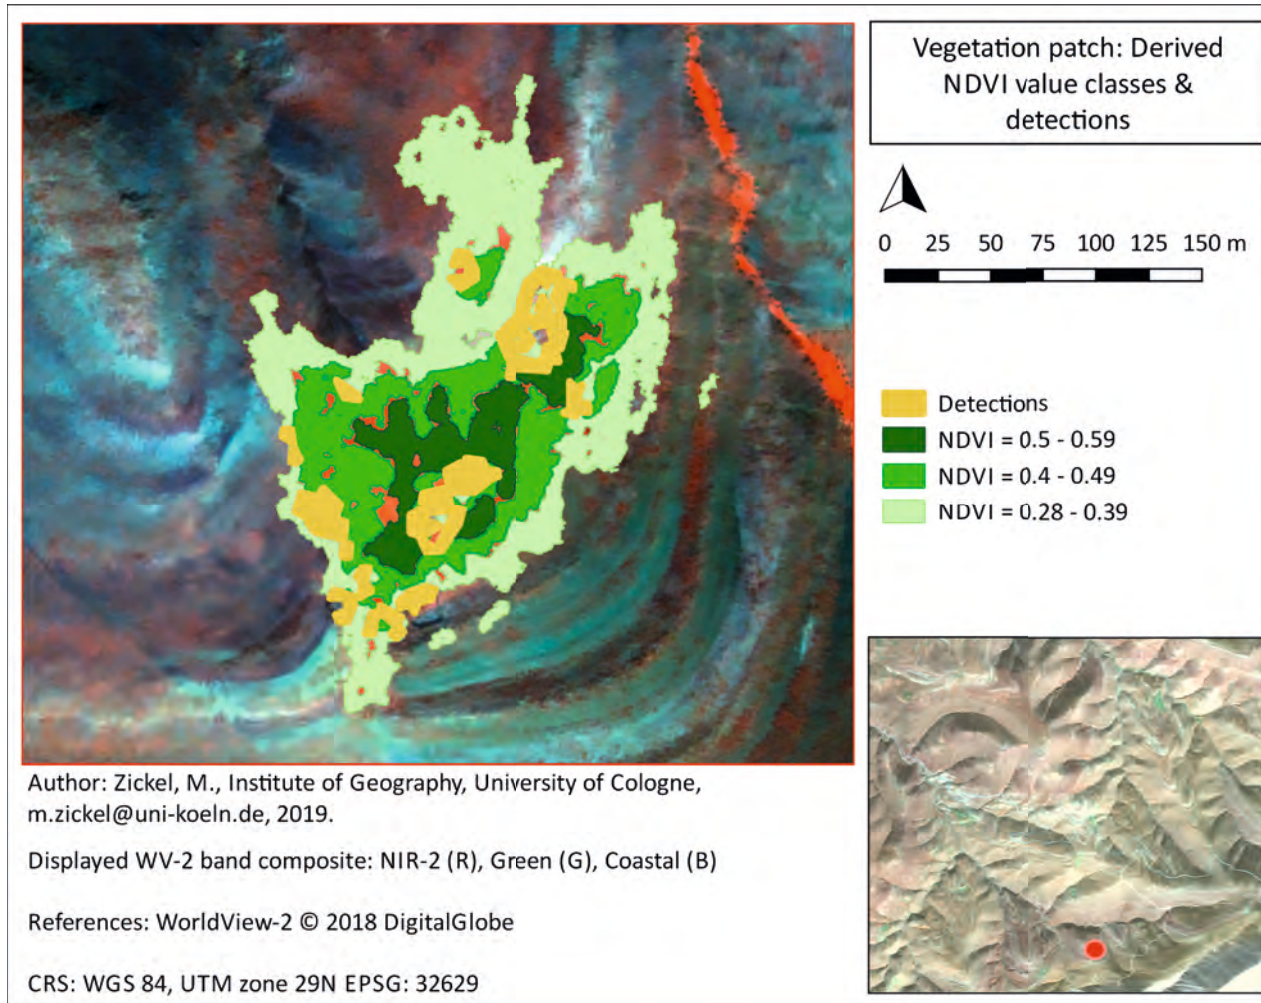 Vegetation patch: Derived
NDVI value classes &
detections
0 25 50 75 100 150 m
Detections
NDVI = 0.5 - 0.59
NDVI = 0.4 - 0.49
NDVI = 0.28 - 0.39
Author: Zickel, M., Institute of Geography, University of Cologne,
m.zickel@uni-koeln.de, 2019.
Displayed WV-2 band composite: NIR-2 (R), Green (G), Coastal (B)
References: WorldView-2 © 2018 DigitalGlobe
CRS: WGS 84, UTM zone 29N EPSG: 32629